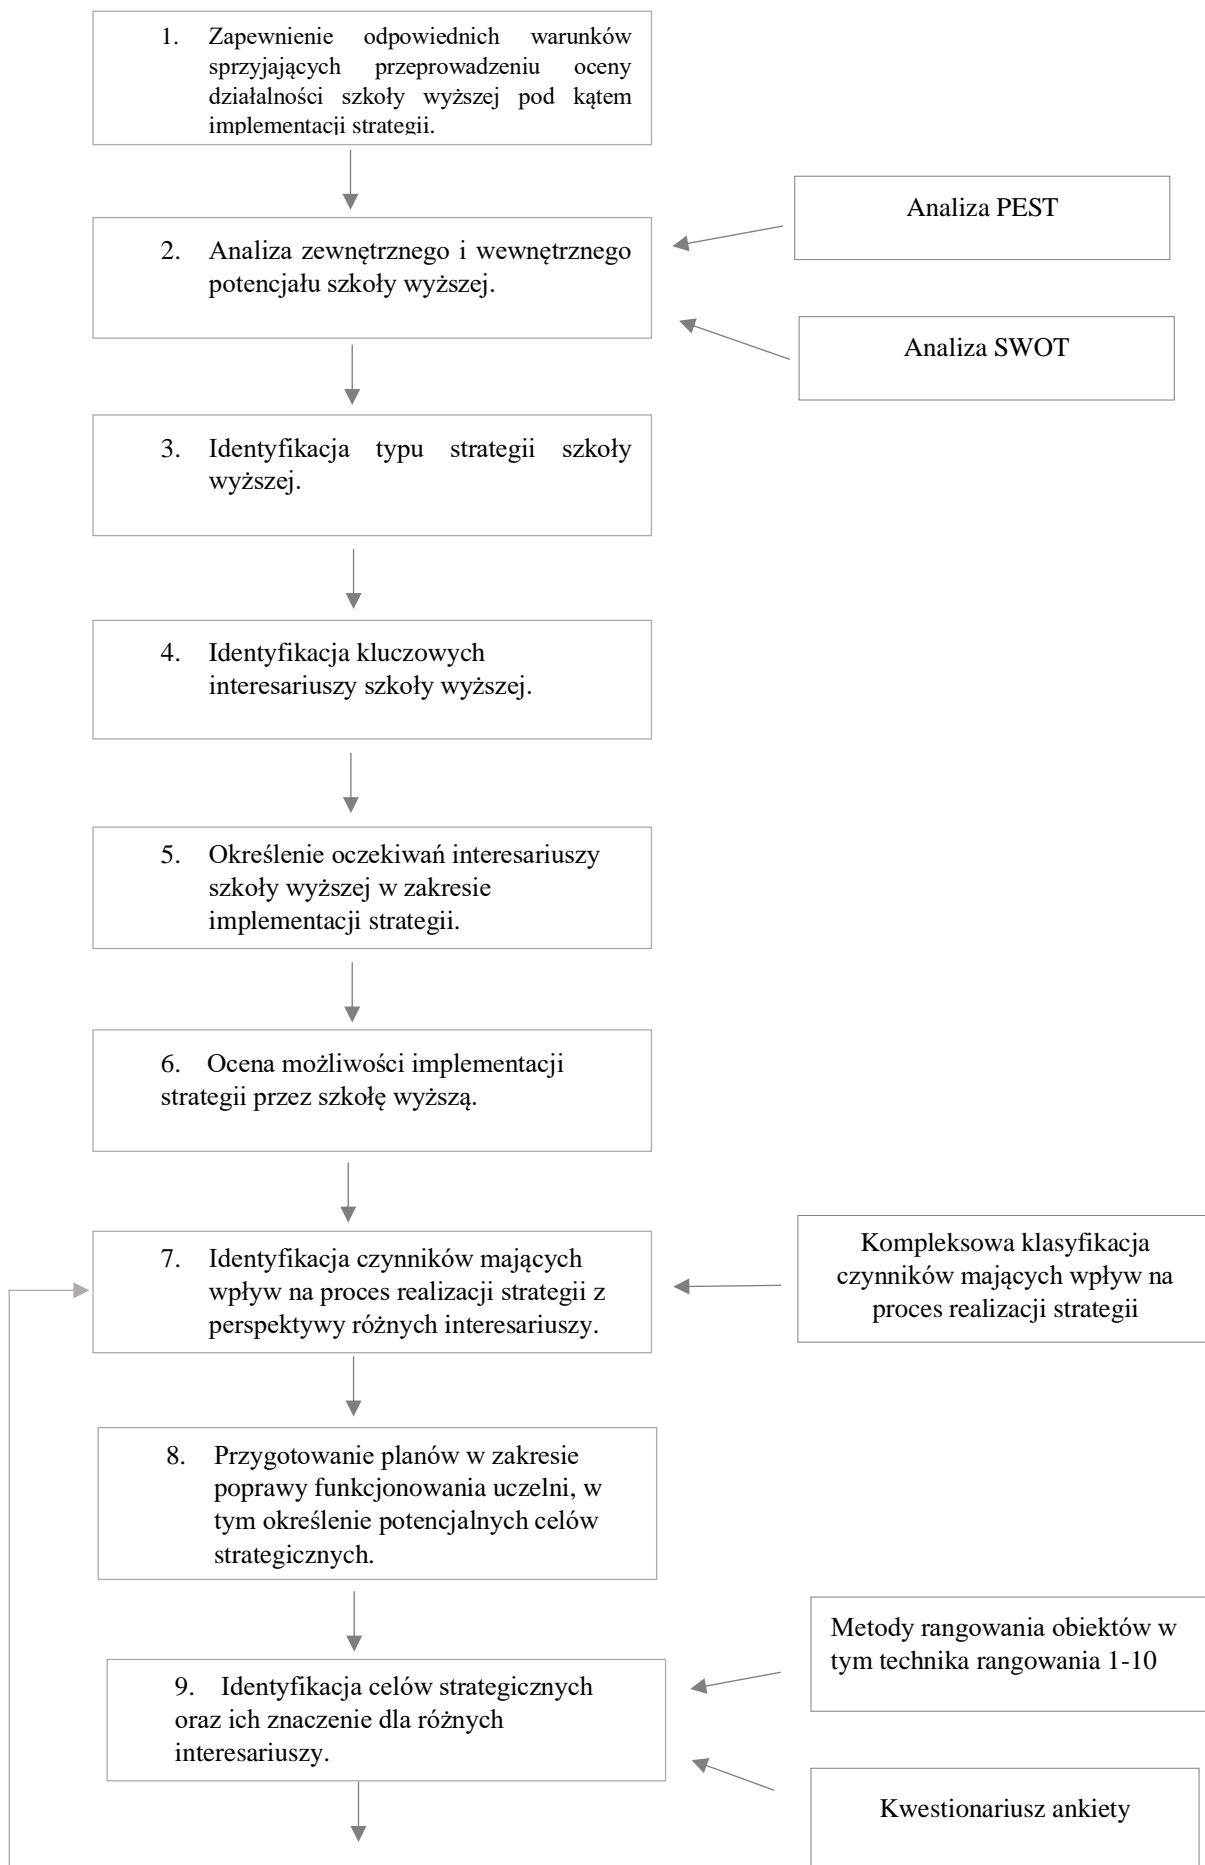 1. Zapewnienie odpowiednich warunków
sprzyjających przeprowadzeniu oceny
działalności szkoły wyższej pod kątem
implementacji strategii.
Analiza PEST
2. Analiza zewnętrznego i wewnętrznego
potencjału szkoły wyższej.
Analiza SWOT
3. Identyfikacja typu strategii szkoły
wyższej.
4. Identyfikacja kluczowych
interesariuszy szkoły wyższej.
5. Określenie oczekiwań interesariuszy
szkoły wyższej w zakresie
implementacji strategii.
6. Ocena możliwości implementacji
strategii przez szkołę wyższą.
7. Identyfikacja czynników mających
wpływ na proces realizacji strategii z
perspektywy różnych interesariuszy.
Kompleksowa klasyfikacja
czynników mających wpływ na
proces realizacji strategii
8. Przygotowanie planów w zakresie
poprawy funkcjonowania uczelni, w
tym określenie potencjalnych celów
strategicznych.
Metody rangowania obiektów w
tym technika rangowania 1-10
9. Identyfikacja celów strategicznych
oraz ich znaczenie dla różnych
interesariuszy.
Kwestionariusz ankiety